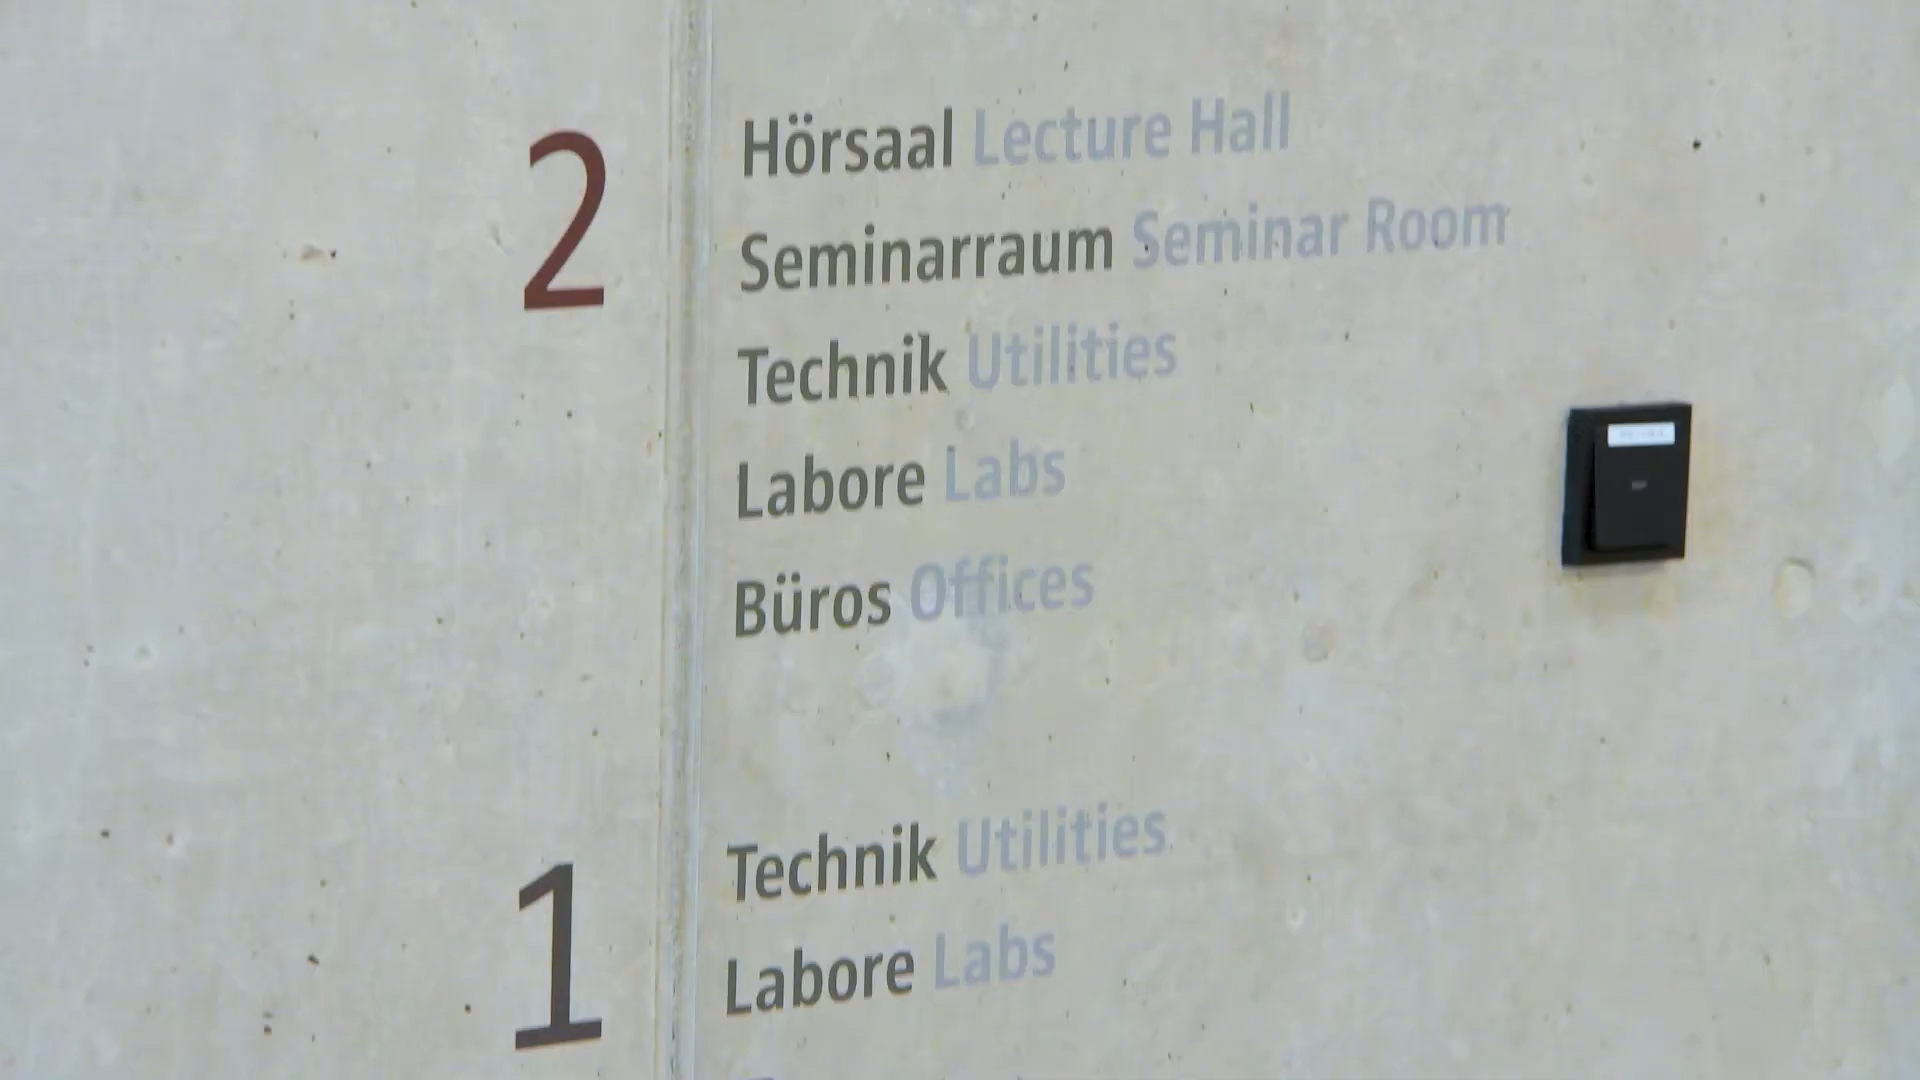 2
Hörsaal Lecture Hall
Seminarraum Seminar Room
Technik Utilities
Labore Labs
Büros Offices
1
Technik Utilities
Labore Labs